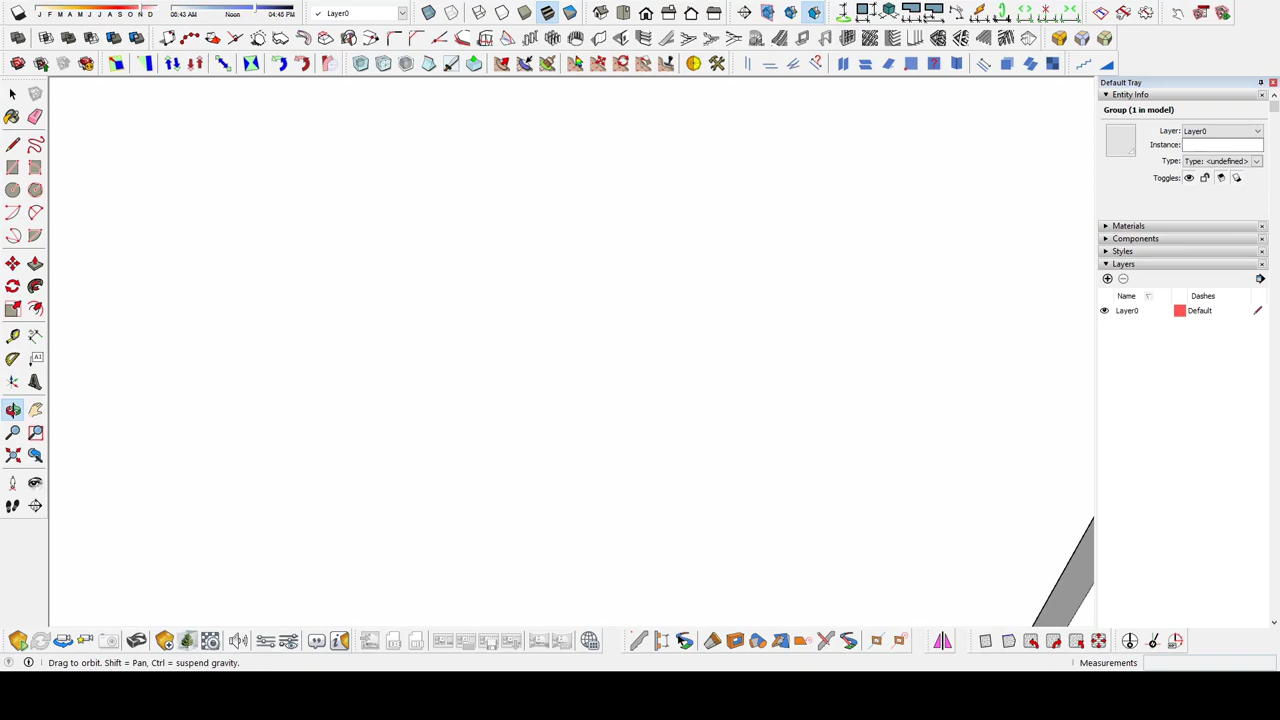 J F M A M J J A S O N D
06:43 AM Noon 04:45 PM
✓ Layer0
Default Tray
Entity Info
Group (1 in model)
Layer: Layer0
Instance:
Type: Type: <undefined>
Toggles:
Materials
Components
Styles
Layers
Name Dashes
Layer0 Default
A1
Drag to orbit. Shift = Pan, Ctrl = suspend gravity.
Measurements